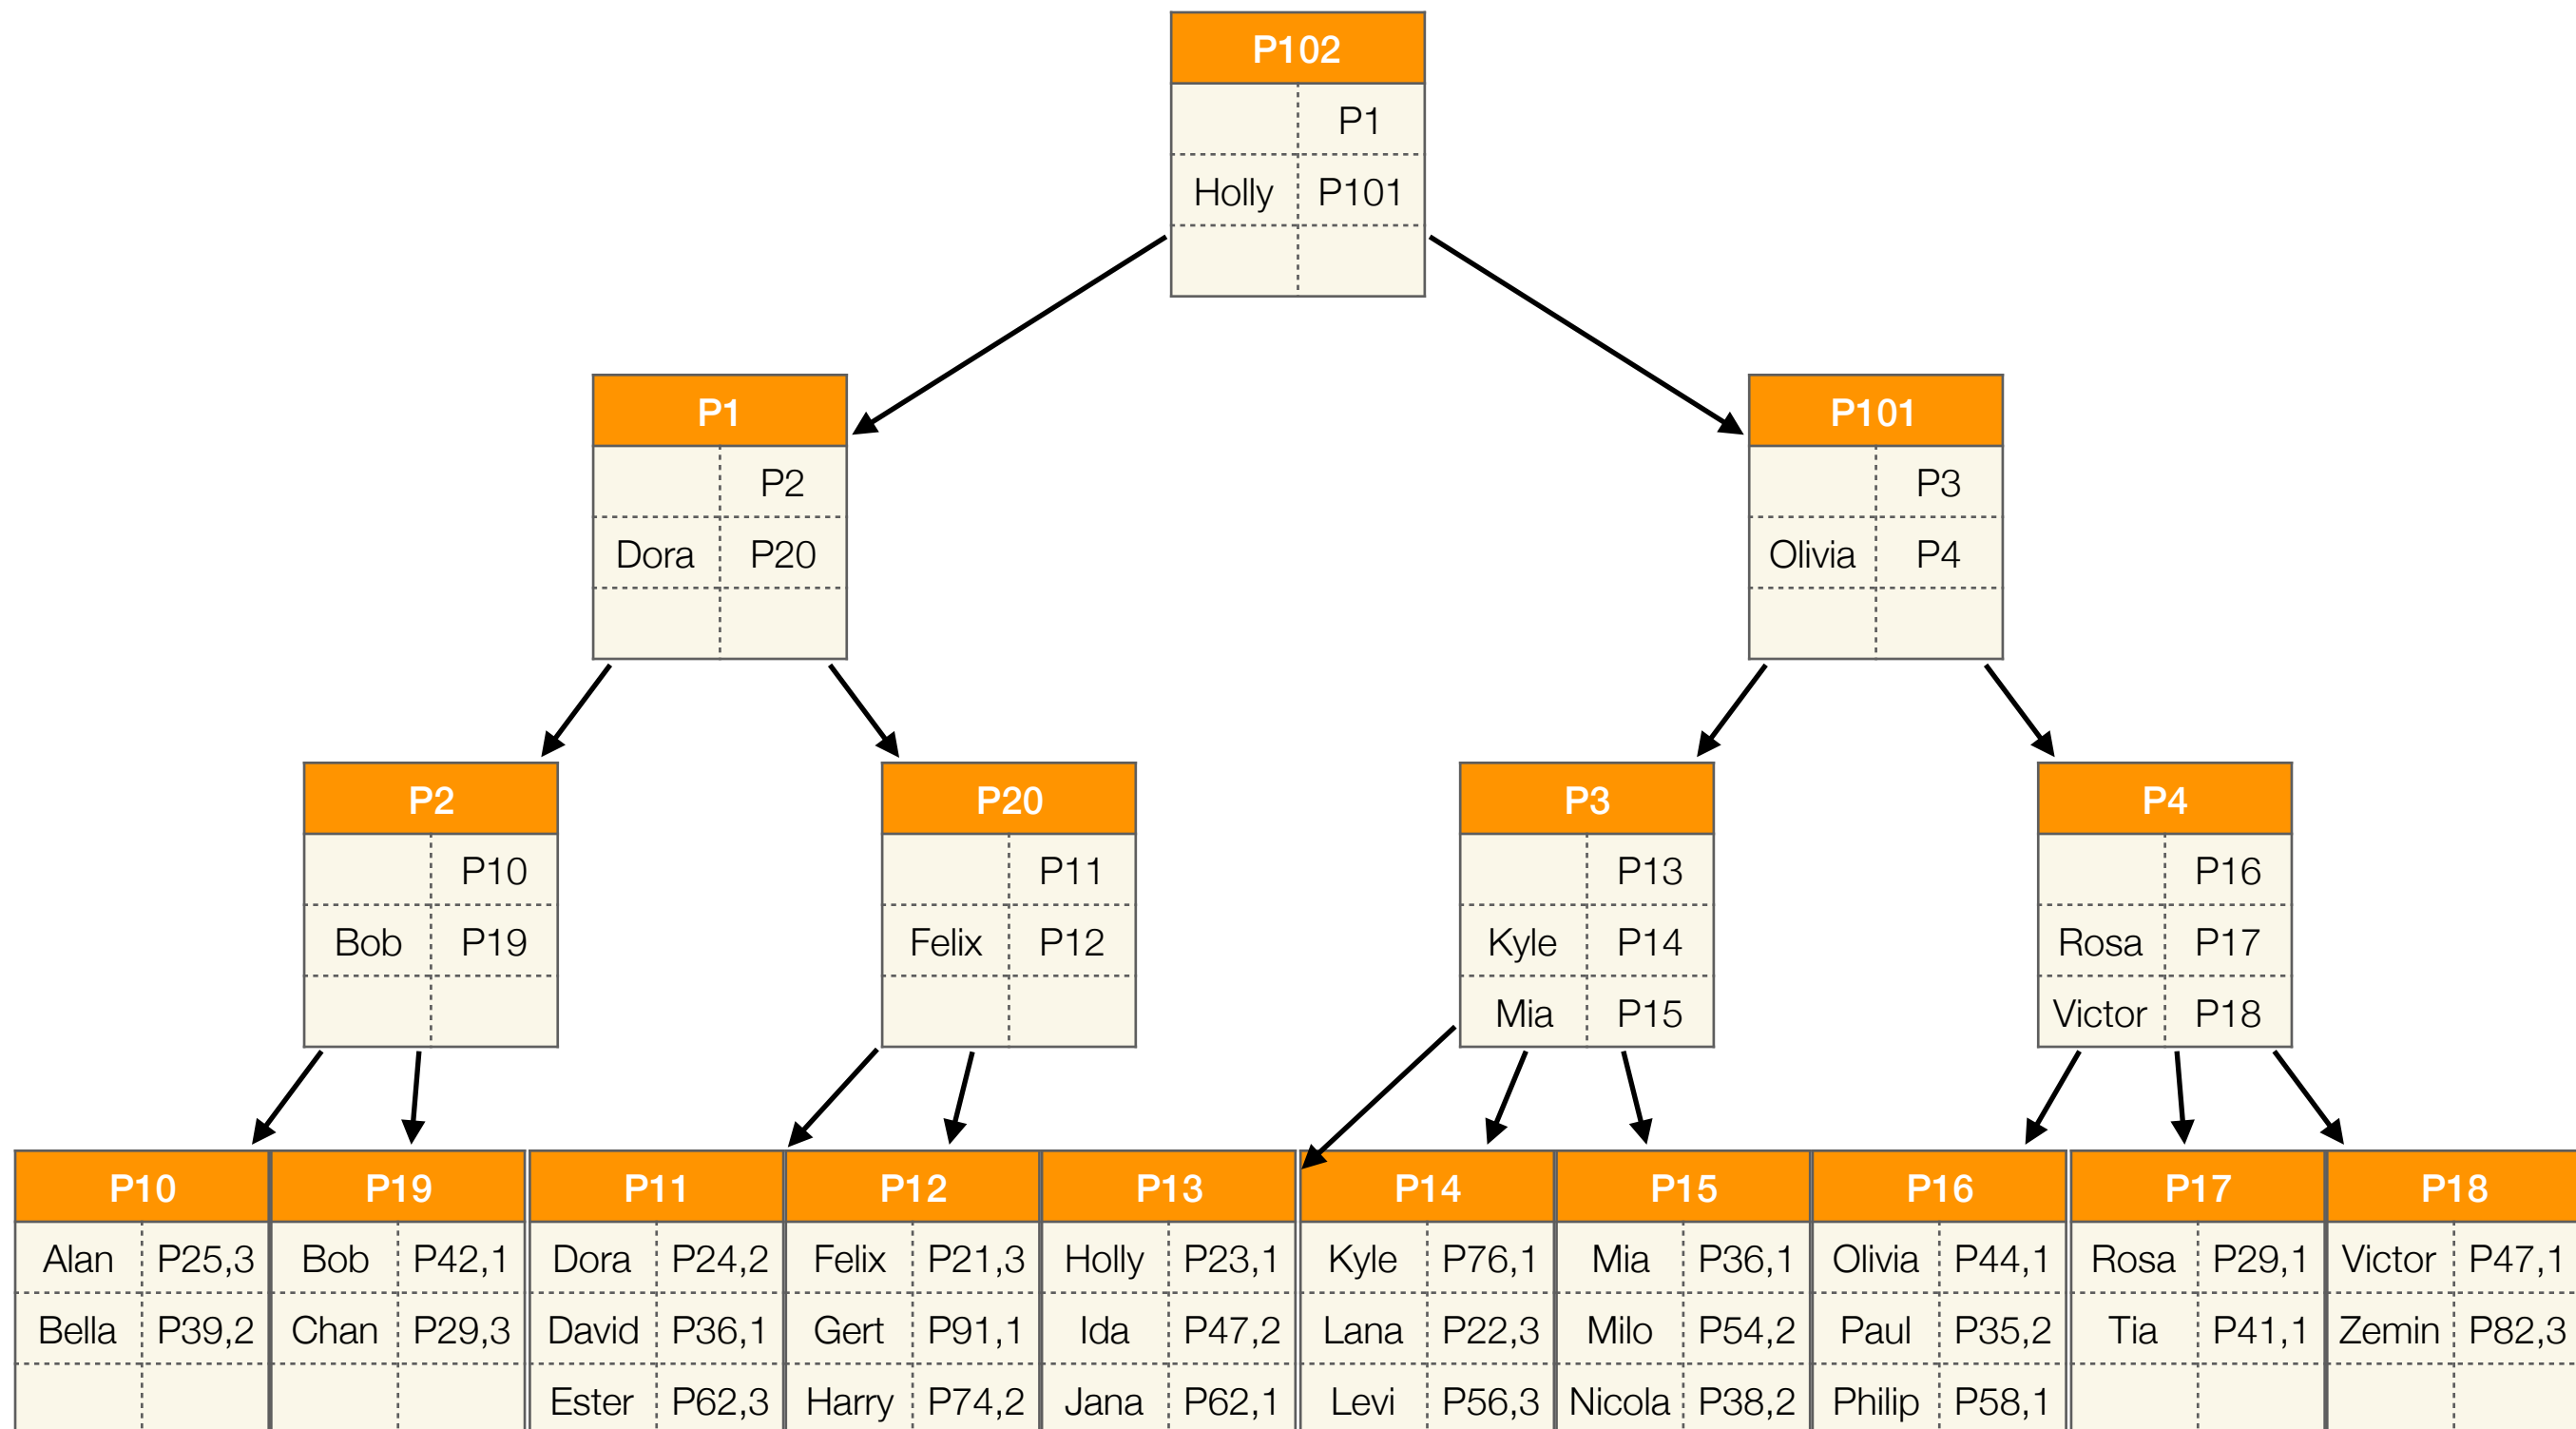 P102
P1
Holly P101
P1
P2
Dora P20
P101
P3
Olivia P4
P2
P10
Bob P19
P20
P11
Felix P12
P3
P13
Kyle P14
Mia P15
P4
P16
Rosa P17
Victor P18
P10
Alan P25,3
Bella P39,2
P19
Bob P42,1
Chan P29,3
P11
Dora P24,2
David P36,1
Ester P62,3
P12
Felix P21,3
Gert P91,1
Harry P74,2
P13
Holly P23,1
Ida P47,2
Jana P62,1
P14
Kyle P76,1
Lana P22,3
Levi P56,3
P15
Mia P36,1
Milo P54,2
Nicola P38,2
P16
Olivia P44,1
Paul P35,2
Philip P58,1
P17
Rosa P29,1
Tia P41,1
P18
Victor P47,1
Zemin P82,3